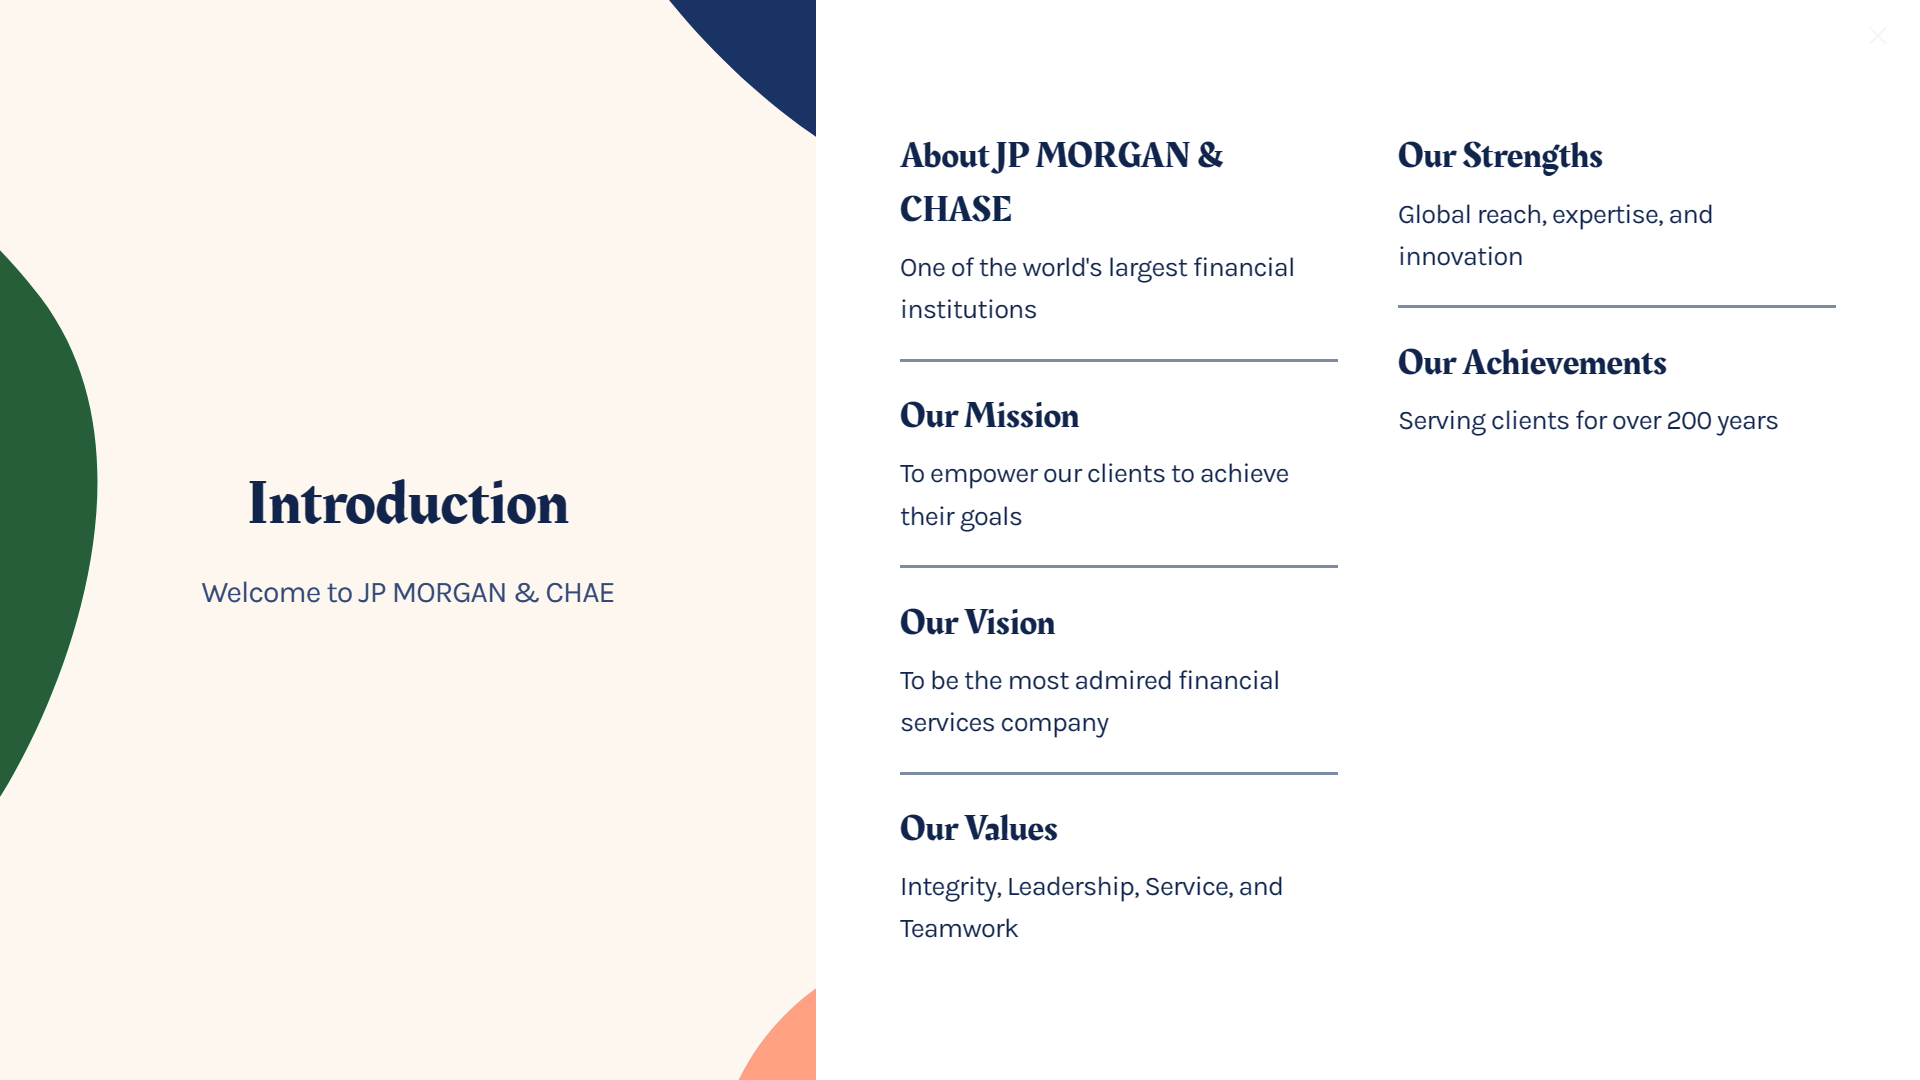 Introduction
Welcome to JP MORGAN & CHAE
About JP MORGAN &
CHASE
One of the world's largest financial
institutions
Our Mission
To empower our clients to achieve
their goals
Our Vision
To be the most admired financial
services company
Our Values
Integrity, Leadership, Service, and
Teamwork
Our Strengths
Global reach, expertise, and
innovation
Our Achievements
Serving clients for over 200 years